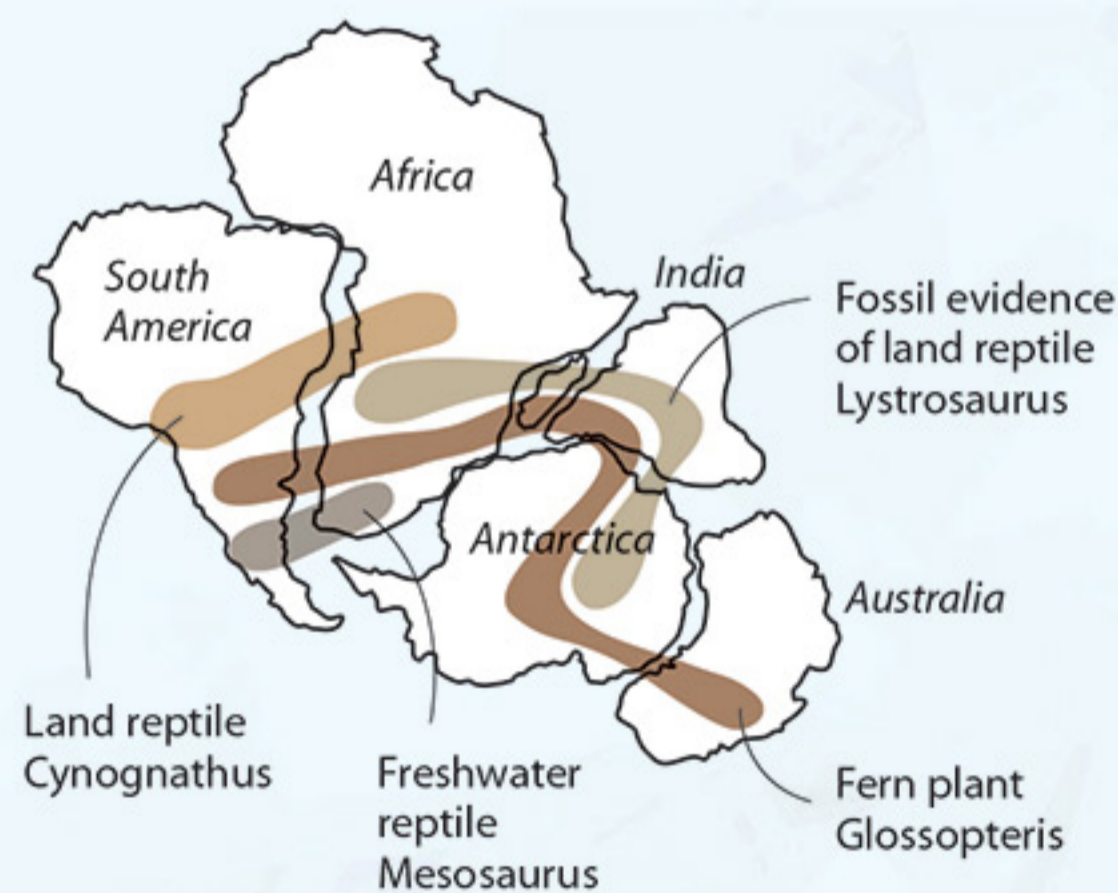 Africa
South
America
India
Fossil evidence
of land reptile
Lystrosaurus
Antarctica
Australia
Land reptile
Cynognathus
Freshwater
reptile
Mesosaurus
Fern plant
Glossopteris